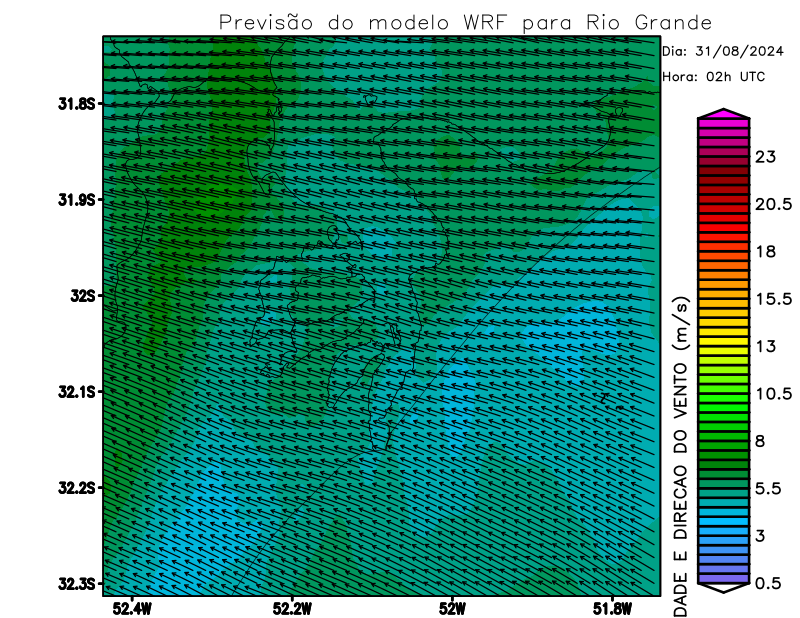 Previsão do modelo WRF para Rio Grande
Dia: 31/08/2024
Hora: 02h UTC
31.8S
31.9S
32S
32.1S
32.2S
32.3S
52.4W
52.2W
52W
51.8W
23
20.5
18
15.5
13
10.5
8
5.5
3
0.5
DADE E DIRECAO DO VENTO (m/s)